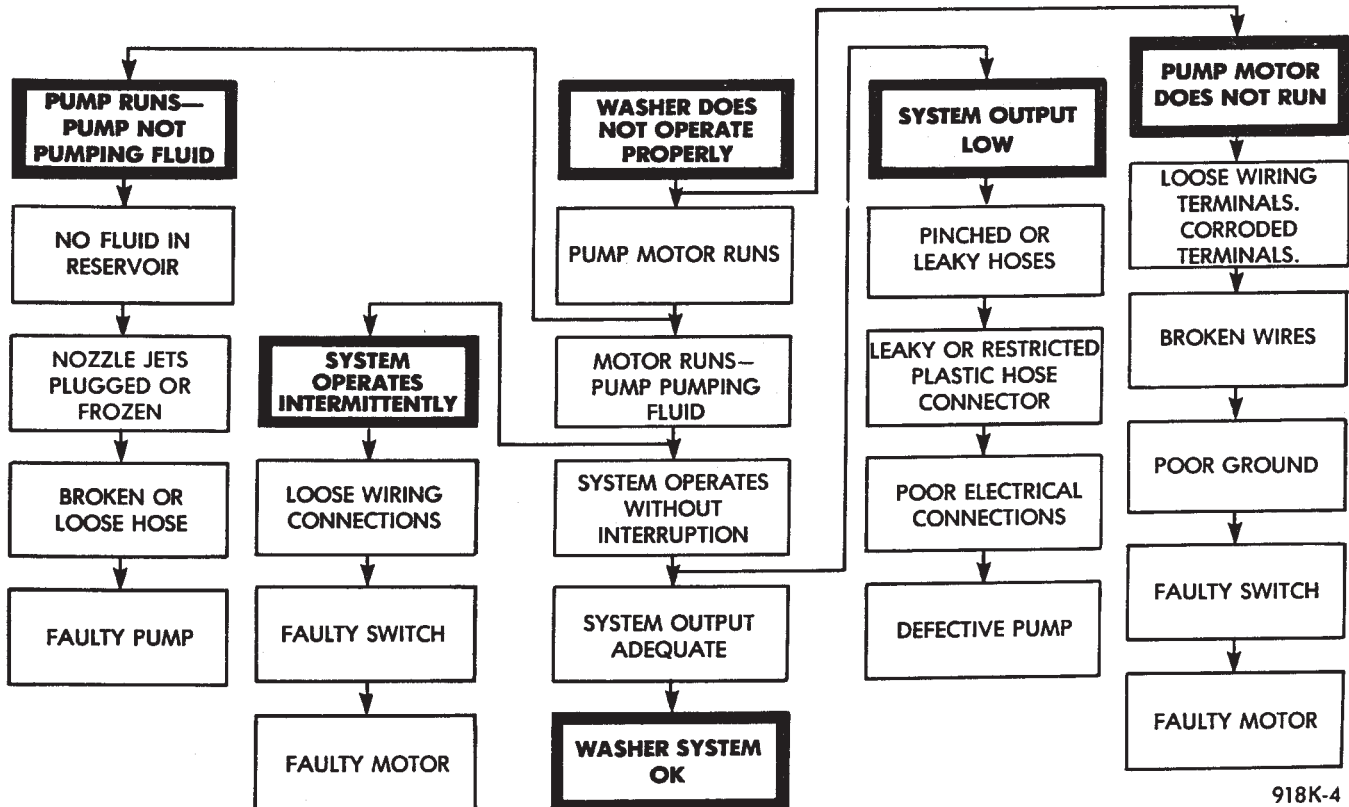 PUMP RUNS—
PUMP NOT
PUMPING FLUID
NO FLUID IN
RESERVOIR
NOZZLE JETS
PLUGGED OR
FROZEN
BROKEN OR
LOOSE HOSE
FAULTY PUMP
SYSTEM
OPERATES
INTERMITTENTLY
LOOSE WIRING
CONNECTIONS
FAULTY SWITCH
FAULTY MOTOR
WASHER DOES
NOT OPERATE
PROPERLY
PUMP MOTOR RUNS
MOTOR RUNS—
PUMP PUMPING
FLUID
SYSTEM OPERATES
WITHOUT
INTERRUPTION
SYSTEM OUTPUT
ADEQUATE
WASHER SYSTEM
OK
SYSTEM OUTPUT
LOW
PINCHED OR
LEAKY HOSES
LEAKY OR RESTRICTED
PLASTIC HOSE
CONNECTOR
POOR ELECTRICAL
CONNECTIONS
DEFECTIVE PUMP
PUMP MOTOR
DOES NOT RUN
LOOSE WIRING
TERMINALS.
CORRODED
TERMINALS.
BROKEN WIRES
POOR GROUND
FAULTY SWITCH
FAULTY MOTOR
918K-4